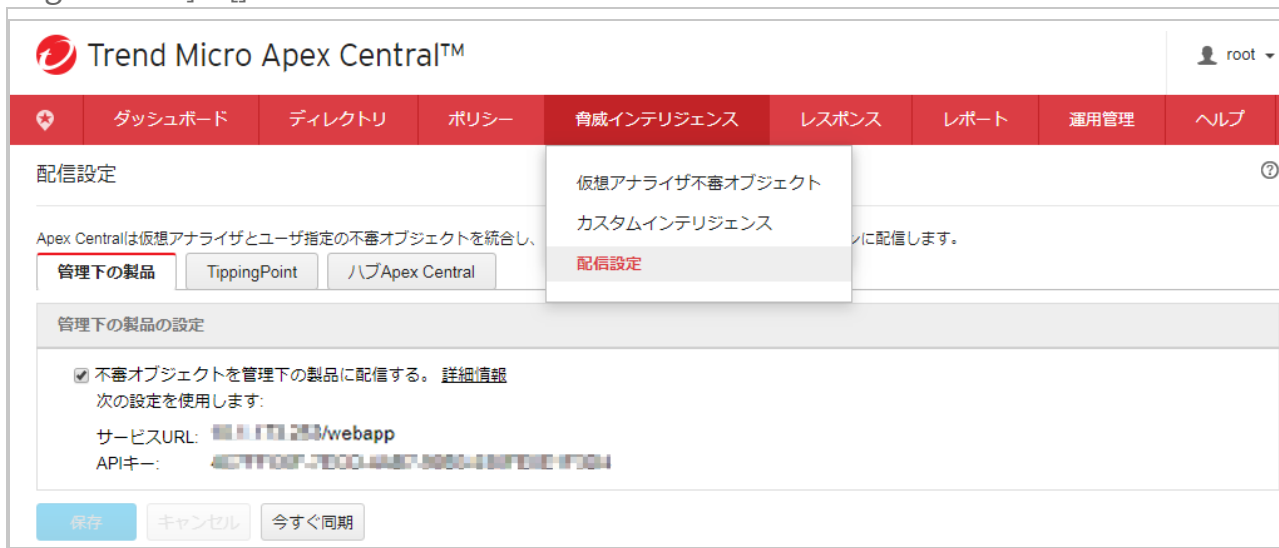 Trend Micro Apex Central™
root
ダッシュボード ディレクトリ ポリシー 脅威インテリジェンス レスポンス レポート 運用管理 ヘルプ
配信設定
仮想アナライザ不審オブジェクト
カスタムインテリジェンス
配信設定
Apex Centralは仮想アナライザとユーザ指定の不審オブジェクトを統合し、 に配信します。
管理下の製品 TippingPoint ハブApex Central
管理下の製品の設定
不審オブジェクトを管理下の製品に配信する。 詳細情報
次の設定を使用します:
サービスURL: /webapp
APIキー:
保存 キャンセル 今すぐ同期